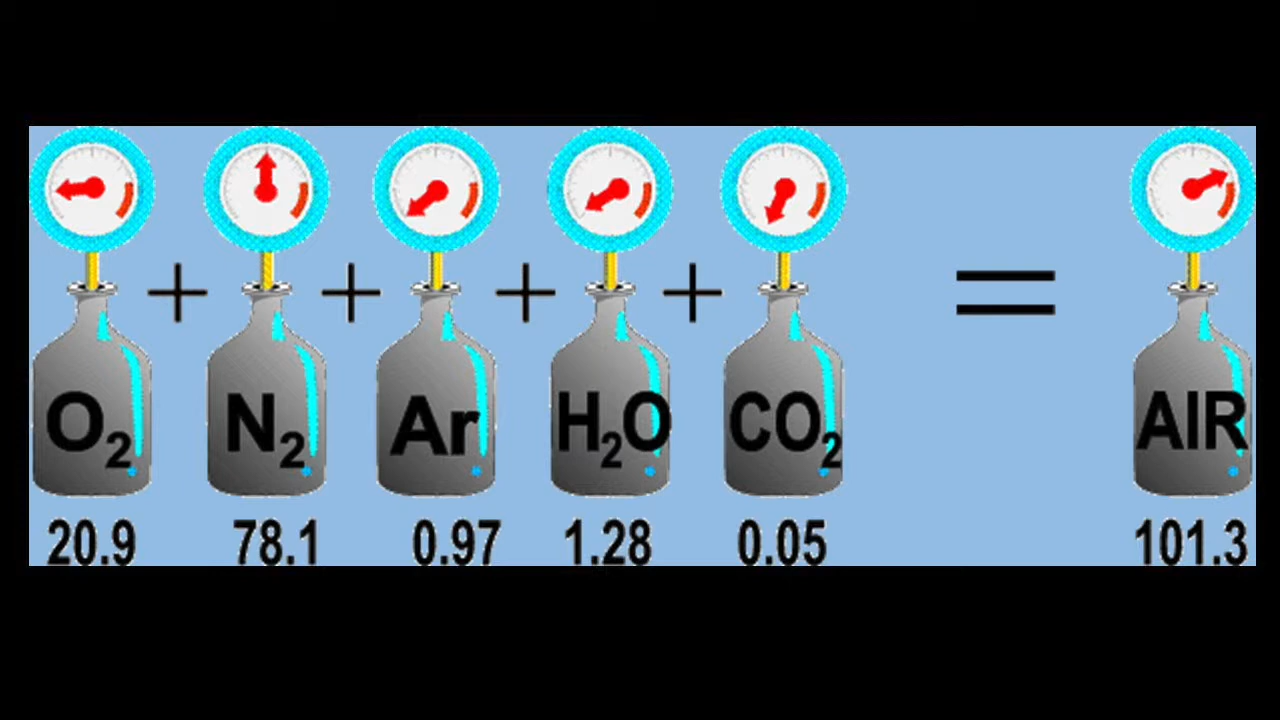 + + + + =
O₂ N₂ Ar H₂O CO₂ AIR
20.9 78.1 0.97 1.28 0.05 101.3